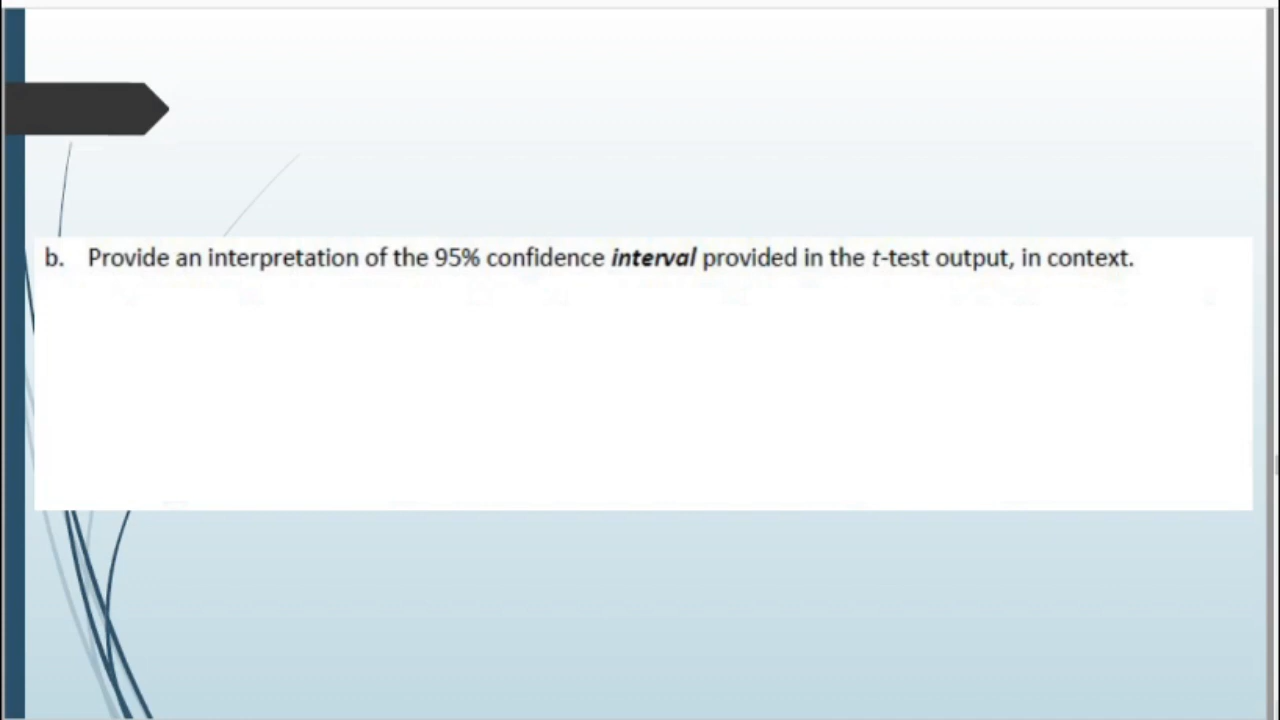 b. Provide an interpretation of the 95% confidence interval provided in the t-test output, in context.